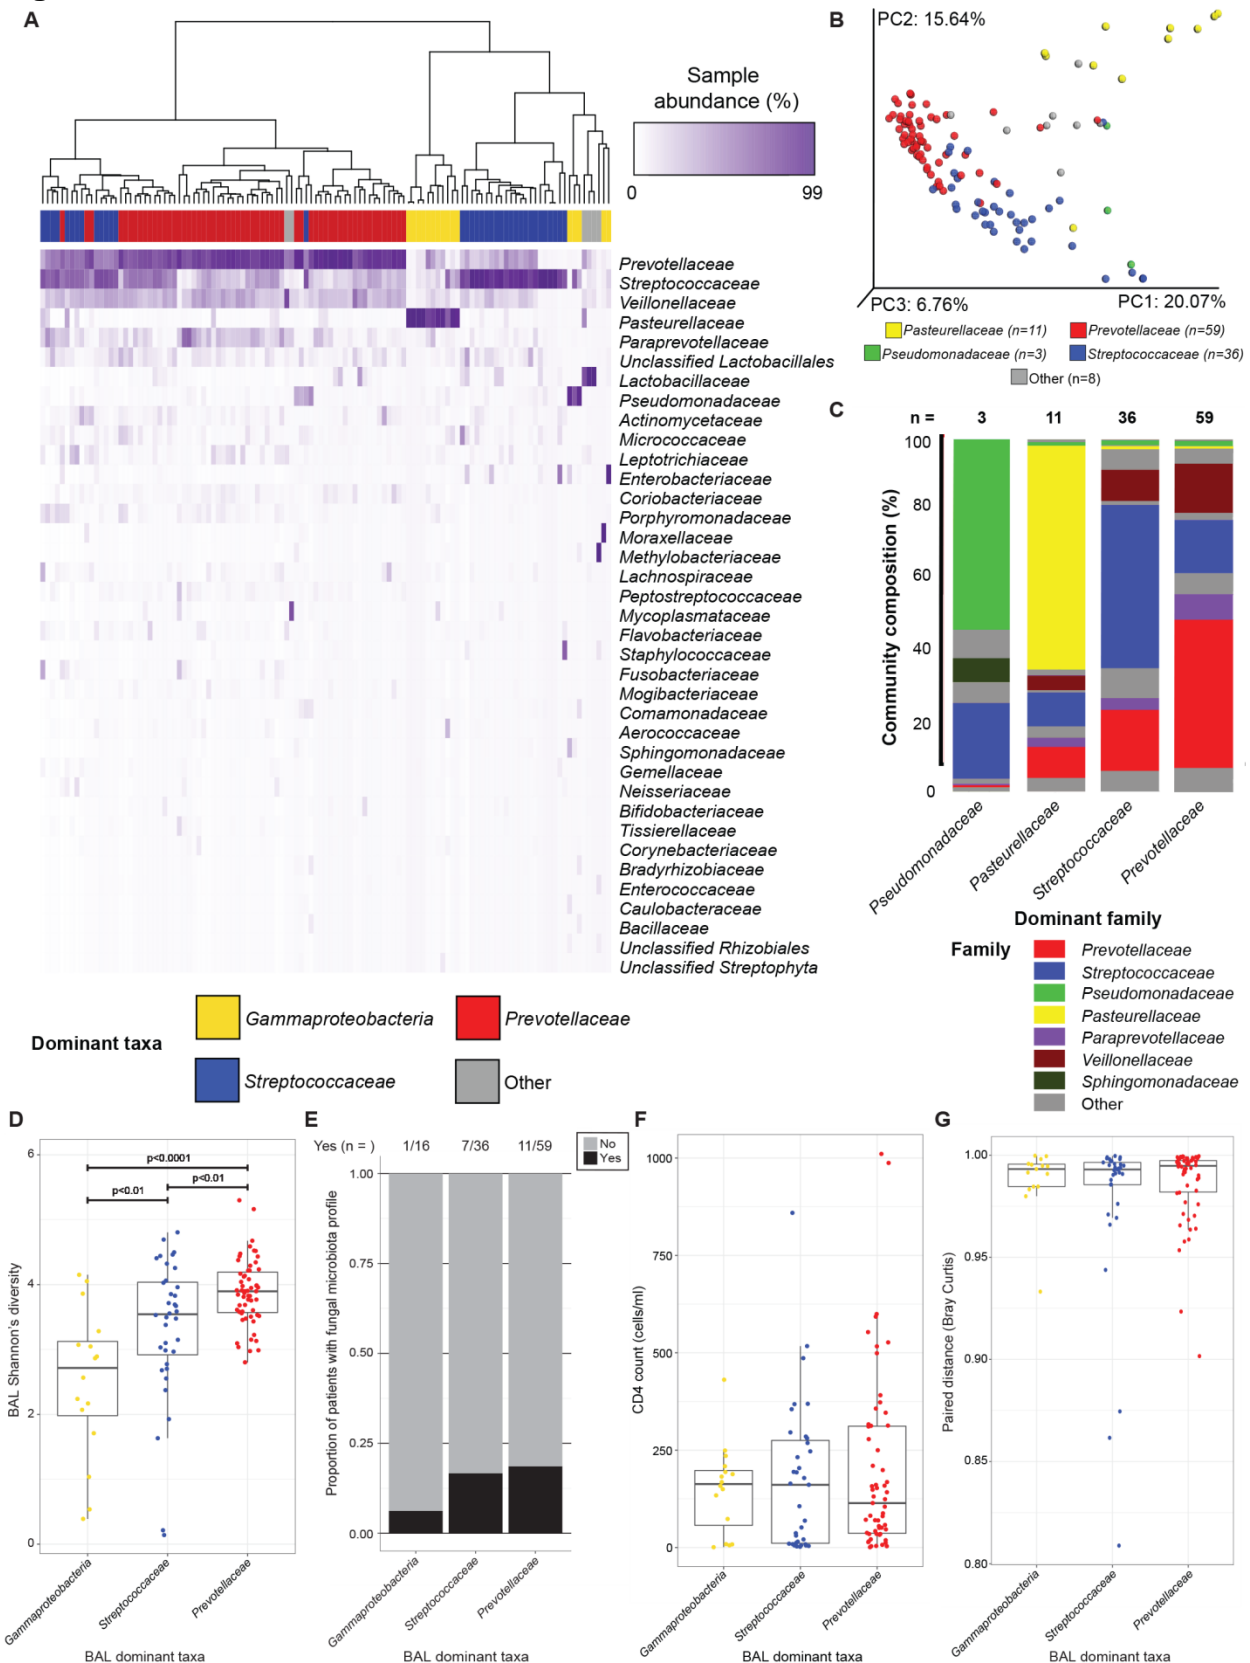 A
Sample
abundance (%)
0
99
Prevotellaceae
Streptococcaceae
Veillonellaceae
Pasteurellaceae
Paraprevotellaceae
Unclassified Lactobacillales
Lactobacillaceae
Pseudomonadaceae
Actinomycetaceae
Micrococcaceae
Leptotrichiaceae
Enterobacteriaceae
Coriobacteriaceae
Porphyromonadaceae
Moraxellaceae
Methylobacteriaceae
Lachnospiraceae
Peptostreptococcaceae
Mycoplasmataceae
Flavobacteriaceae
Staphylococcaceae
Fusobacteriaceae
Mogibacteriaceae
Comamonadaceae
Aerococcaceae
Sphingomonadaceae
Gemellaceae
Neisseriaceae
Bifidobacteriaceae
Tissierellaceae
Corynebacteriaceae
Bradyrhizobiaceae
Enterococcaceae
Caulobacteraceae
Bacillaceae
Unclassified Rhizobiales
Unclassified Streptophyta
Dominant taxa
Gammaproteobacteria
Prevotellaceae
Streptococcaceae
Other
B
PC2: 15.64%
PC3: 6.76%
PC1: 20.07%
Pasteurellaceae (n=11)
Prevotellaceae (n=59)
Pseudomonadaceae (n=3)
Streptococcaceae (n=36)
Other (n=8)
C
n = 3 11 36 59
Community composition (%)
100
80
60
40
20
0
Pseudomonadaceae
Pasteurellaceae
Streptococcaceae
Prevotellaceae
Dominant family
Family
Prevotellaceae
Streptococcaceae
Pseudomonadaceae
Pasteurellaceae
Paraprevotellaceae
Veillonellaceae
Sphingomonadaceae
Other
D
BAL Shannon's diversity
6
4
2
0
p<0.0001
p<0.01
p<0.01
Gammaproteobacteria
Streptococcaceae
Prevotellaceae
BAL dominant taxa
E
Yes (n = ) 1/16 7/36 11/59
No
Yes
Proportion of patients with fungal microbiota profile
1.00
0.75
0.50
0.25
0.00
Gammaproteobacteria
Streptococcaceae
Prevotellaceae
BAL dominant taxa
F
CD4 count (cells/ml)
1000
750
500
250
0
Gammaproteobacteria
Streptococcaceae
Prevotellaceae
BAL dominant taxa
G
Paired distance (Bray Curtis)
1.00
0.95
0.90
0.85
0.80
Gammaproteobacteria
Streptococcaceae
Prevotellaceae
BAL dominant taxa